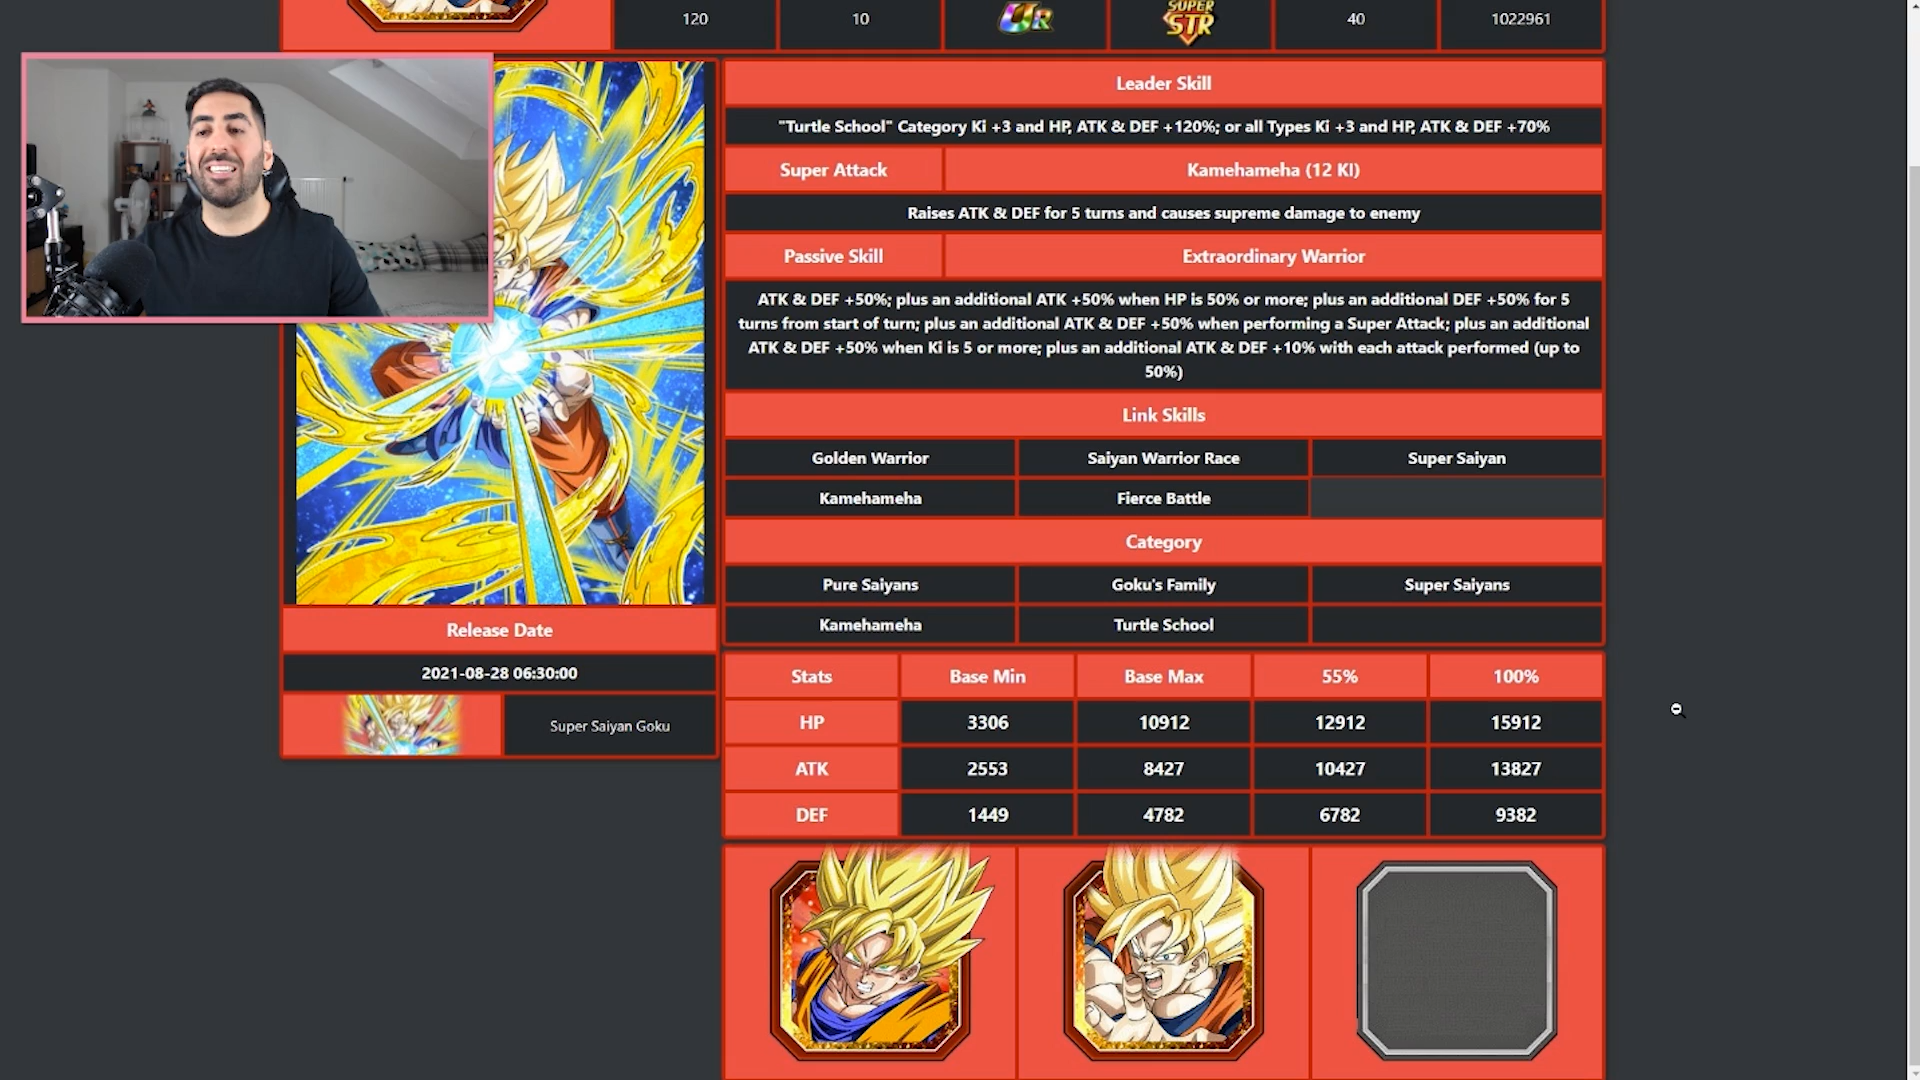 120 10 UR SUPER STR 40 1022961
Leader Skill
"Turtle School" Category Ki +3 and HP, ATK & DEF +120%; or all Types Ki +3 and HP, ATK & DEF +70%
Super Attack Kamehameha (12 KI)
Raises ATK & DEF for 5 turns and causes supreme damage to enemy
Passive Skill Extraordinary Warrior
ATK & DEF +50%; plus an additional ATK +50% when HP is 50% or more; plus an additional DEF +50% for 5
turns from start of turn; plus an additional ATK & DEF +50% when performing a Super Attack; plus an additional
ATK & DEF +50% when Ki is 5 or more; plus an additional ATK & DEF +10% with each attack performed (up to
50%)
Link Skills
Golden Warrior Saiyan Warrior Race Super Saiyan
Kamehameha Fierce Battle
Category
Pure Saiyans Goku's Family Super Saiyans
Kamehameha Turtle School
Release Date
2021-08-28 06:30:00
Super Saiyan Goku
Stats Base Min Base Max 55% 100%
HP 3306 10912 12912 15912
ATK 2553 8427 10427 13827
DEF 1449 4782 6782 9382